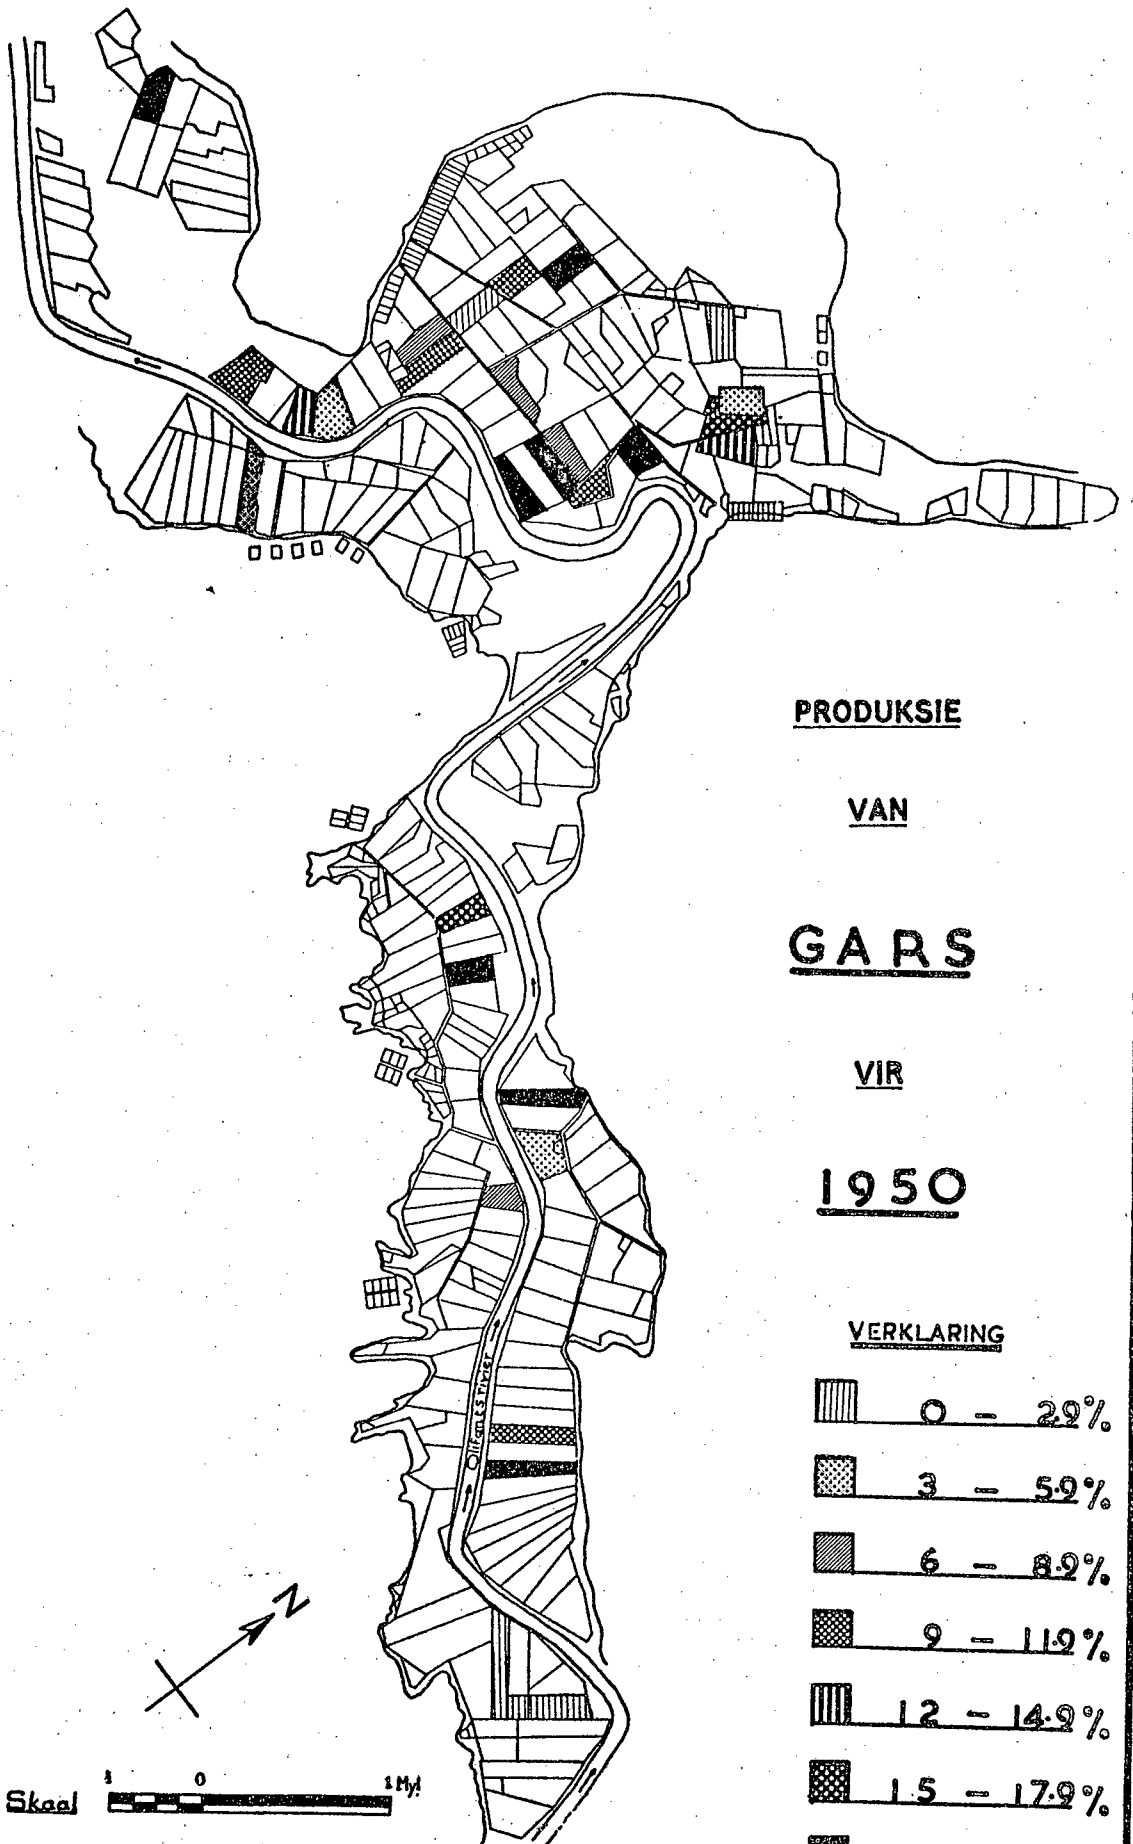 PRODUKSIE
VAN
GARS
VIR
1950
VERKLARING
0 – 2.9%
3 – 5.9%
6 – 8.9%
9 – 11.9%
12 – 14.9%
15 – 17.9%
Olifantsrivier
N
Skaal
1 0 1 Myl